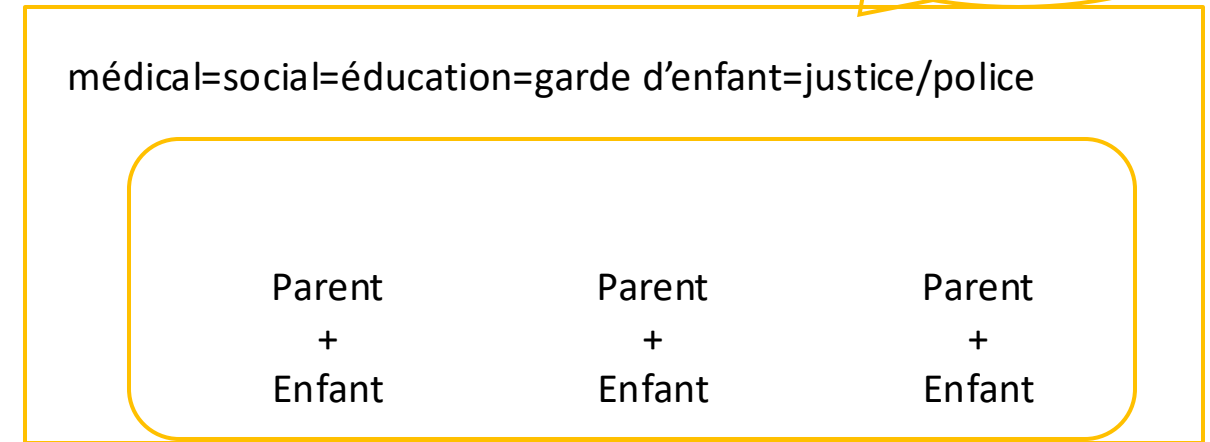 médical=social=éducation=garde d’enfant=justice/police
Parent Parent Parent
+ + +
Enfant Enfant Enfant